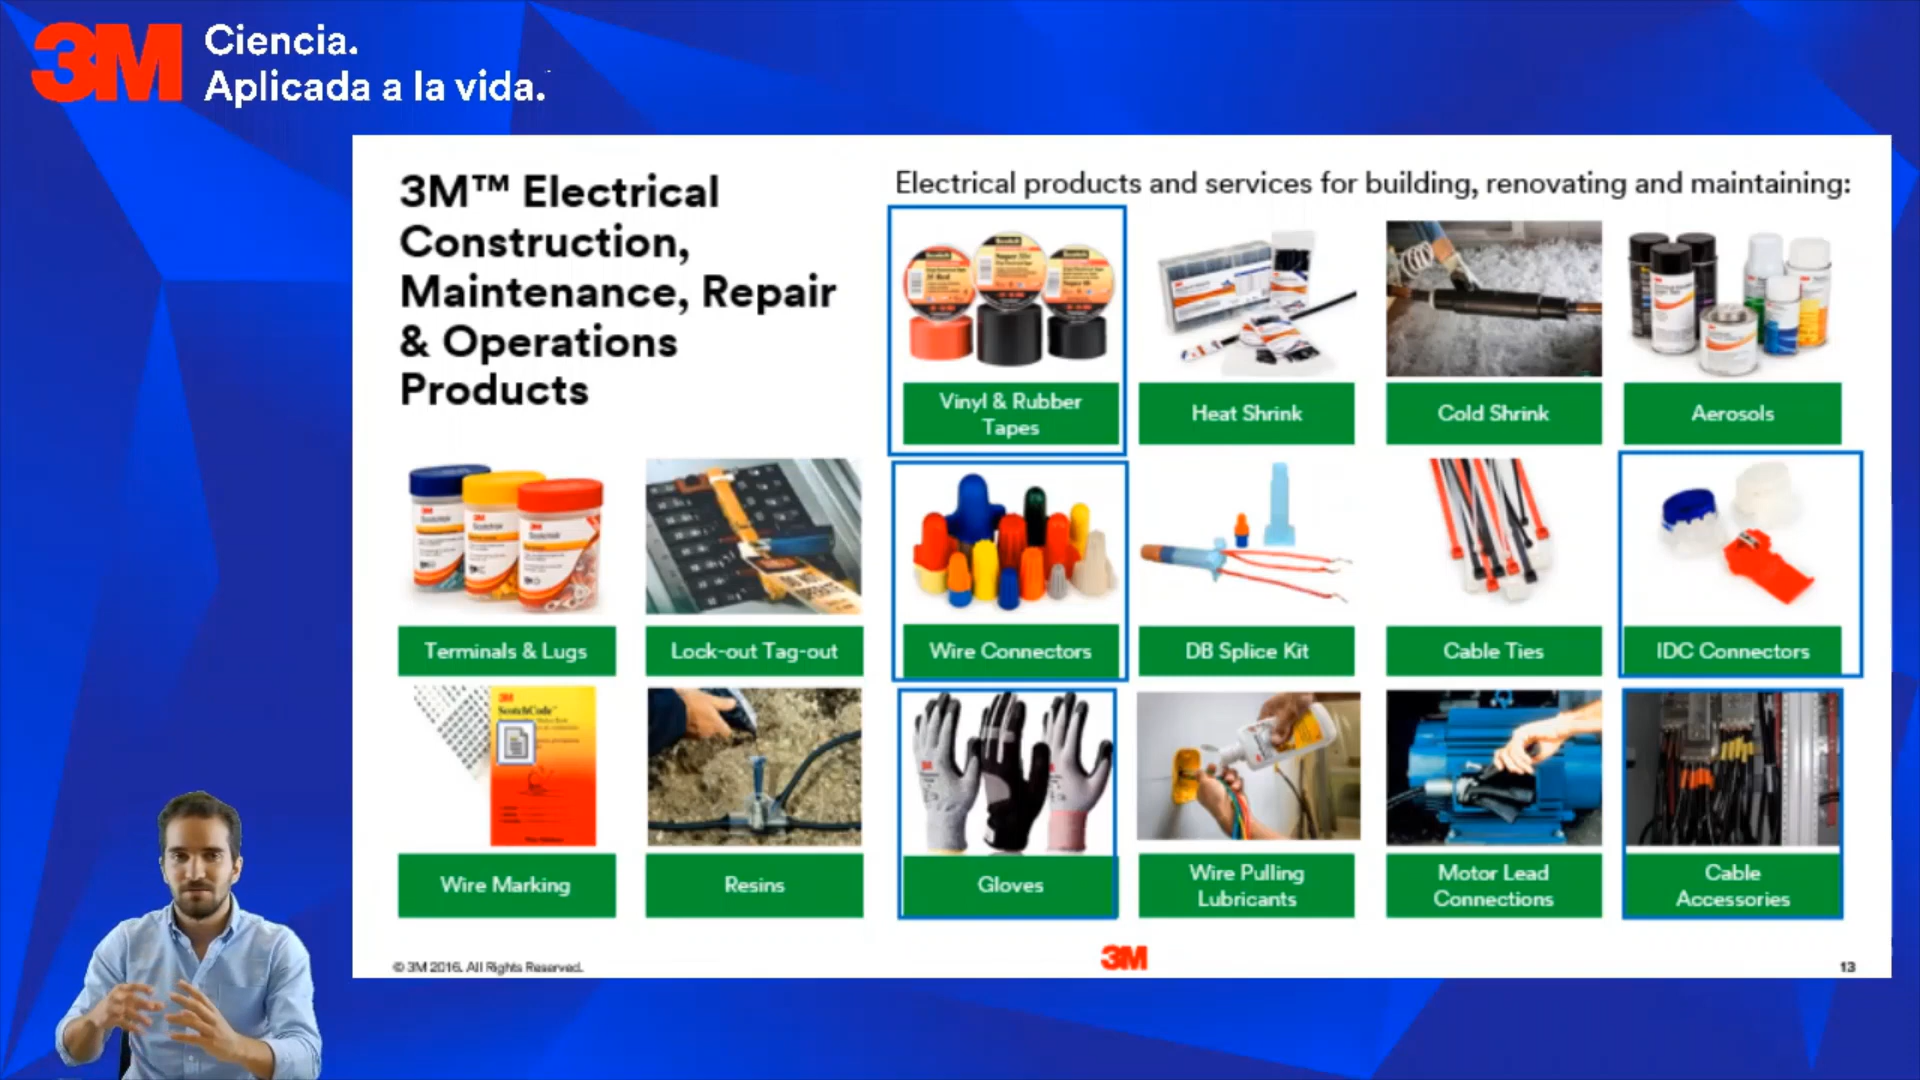 3M Ciencia.
Aplicada a la vida.
3M™ Electrical
Construction,
Maintenance, Repair
& Operations
Products
Electrical products and services for building, renovating and maintaining:
Vinyl & Rubber
Tapes
Heat Shrink
Cold Shrink
Aerosols
Terminals & Lugs
Lock-out Tag-out
Wire Connectors
DB Splice Kit
Cable Ties
IDC Connectors
3M
ScotchCode™
Wire Marking
Resins
Gloves
Wire Pulling
Lubricants
Motor Lead
Connections
Cable
Accessories
© 3M 2016. All Rights Reserved.
3M
13